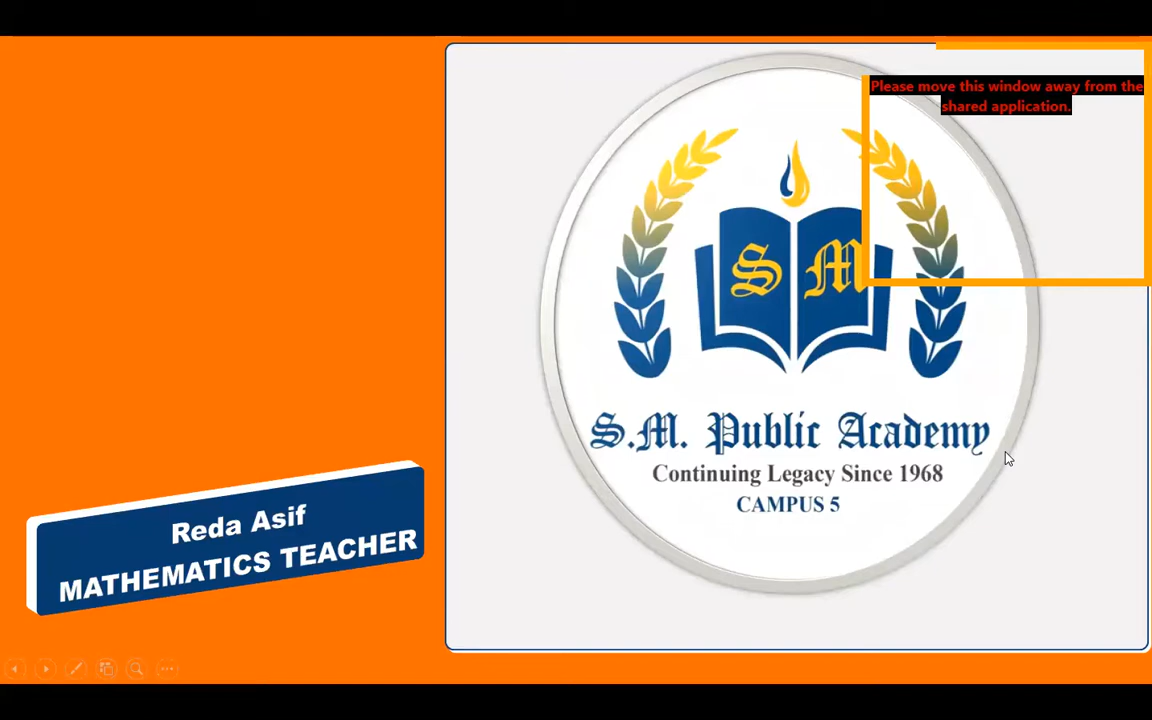 Please move this window away from the
shared application.
S M
S.M. Public Academy
Continuing Legacy Since 1968
CAMPUS 5
Reda Asif
MATHEMATICS TEACHER